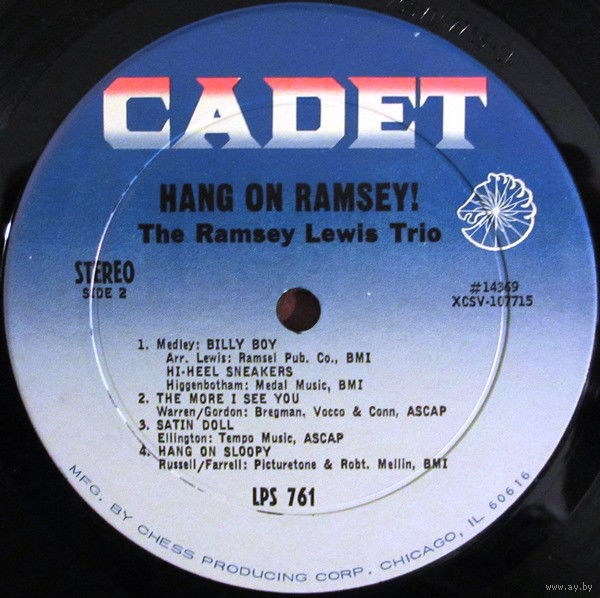 CADET
HANG ON RAMSEY!
The Ramsey Lewis Trio
STEREO
SIDE 2
#14369
XCSV-107715
1. Medley: BILLY BOY
Arr. Lewis: Ramsel Pub. Co., BMI
HI-HEEL SNEAKERS
Higgenbotham: Medal Music, BMI
2. THE MORE I SEE YOU
Warren/Gordon: Bregman, Vocco & Conn, ASCAP
3. SATIN DOLL
Ellington: Tempo Music, ASCAP
4. HANG ON SLOOPY
Russell/Farrell: Picturetone & Robt. Mellin, BMI
LPS 761
MFG. BY CHESS PRODUCING CORP. CHICAGO, IL 60616
www.ay.by